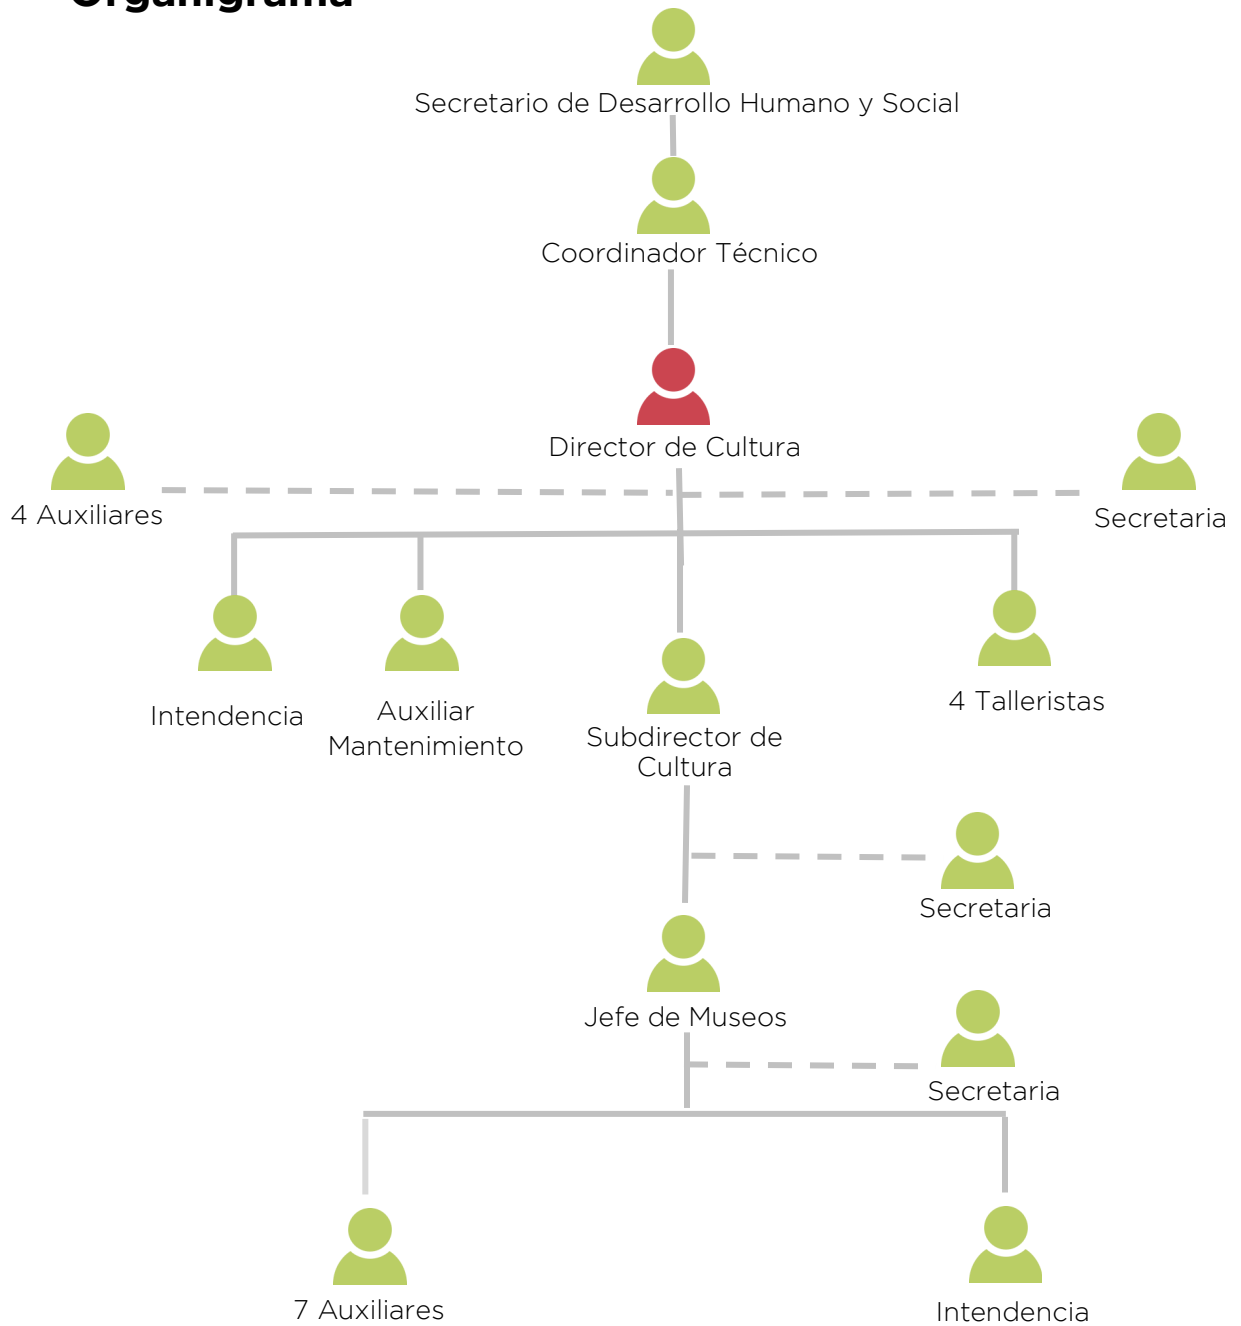 Organigrama
Secretario de Desarrollo Humano y Social
Coordinador Técnico
Director de Cultura
4 Auxiliares
Secretaria
Intendencia
Auxiliar
Mantenimiento
Subdirector de
Cultura
4 Talleristas
Secretaria
Jefe de Museos
Secretaria
7 Auxiliares
Intendencia